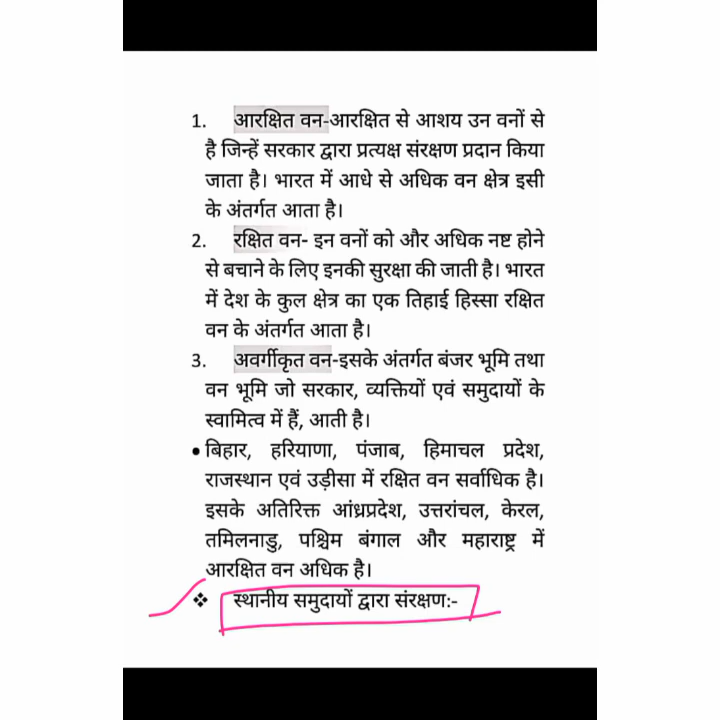 1. आरक्षित वन-आरक्षित से आशय उन वनों से
है जिन्हें सरकार द्वारा प्रत्यक्ष संरक्षण प्रदान किया
जाता है। भारत में आधे से अधिक वन क्षेत्र इसी
के अंतर्गत आता है।
2. रक्षित वन- इन वनों को और अधिक नष्ट होने
से बचाने के लिए इनकी सुरक्षा की जाती है। भारत
में देश के कुल क्षेत्र का एक तिहाई हिस्सा रक्षित
वन के अंतर्गत आता है।
3. अवर्गीकृत वन-इसके अंतर्गत बंजर भूमि तथा
वन भूमि जो सरकार, व्यक्तियों एवं समुदायों के
स्वामित्व में हैं, आती है।
• बिहार, हरियाणा, पंजाब, हिमाचल प्रदेश,
राजस्थान एवं उड़ीसा में रक्षित वन सर्वाधिक है।
इसके अतिरिक्त आंध्रप्रदेश, उत्तरांचल, केरल,
तमिलनाडु, पश्चिम बंगाल और महाराष्ट्र में
आरक्षित वन अधिक है।
❖ स्थानीय समुदायों द्वारा संरक्षण:-